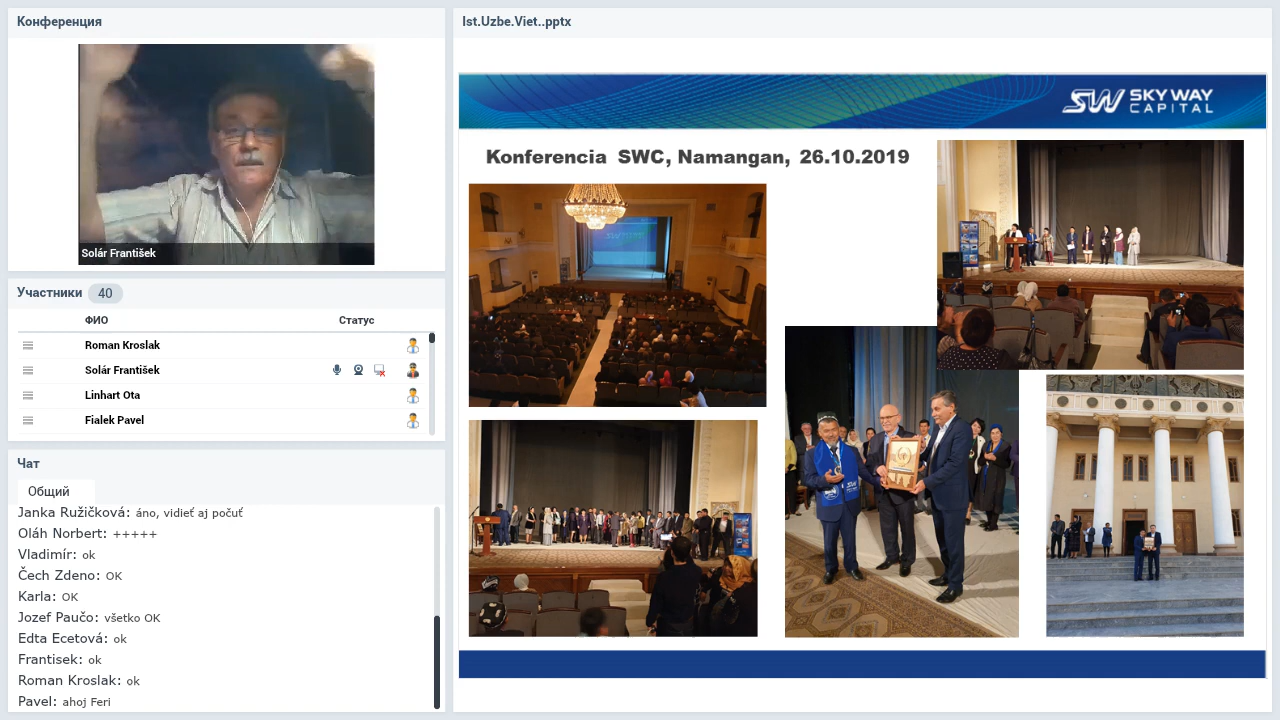 Конференция
Solár František
Участники 40
ФИО Статус
Roman Kroslak
Solár František
Linhart Ota
Fialek Pavel
Чат
Общий
Janka Ružičková: áno, vidieť aj počuť
Oláh Norbert: +++++
Vladimír: ok
Čech Zdeno: OK
Karla: OK
Jozef Paučo: všetko OK
Edta Ecetová: ok
Frantisek: ok
Roman Kroslak: ok
Pavel: ahoj Feri
Ist.Uzbe.Viet..pptx
SW SKY WAY
CAPITAL
Konferencia SWC, Namangan, 26.10.2019